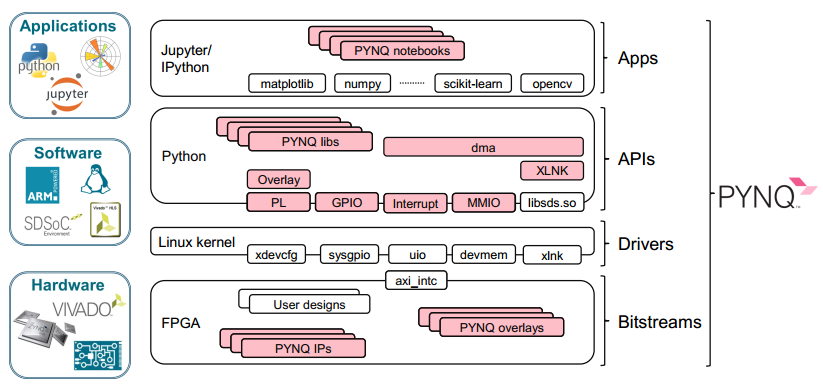 Applications
python
jupyter
Software
ARM
POWERED
SDSoC
Environment
Vivado HLS
Hardware
VIVADO
Jupyter/
IPython
PYNQ notebooks
matplotlib
numpy
..........
scikit-learn
opencv
Python
PYNQ libs
dma
XLNK
Overlay
PL
GPIO
Interrupt
MMIO
libsds.so
Linux kernel
xdevcfg
sysgpio
uio
devmem
xlnk
axi_intc
FPGA
User designs
PYNQ overlays
PYNQ IPs
Apps
APIs
Drivers
Bitstreams
PYNQ